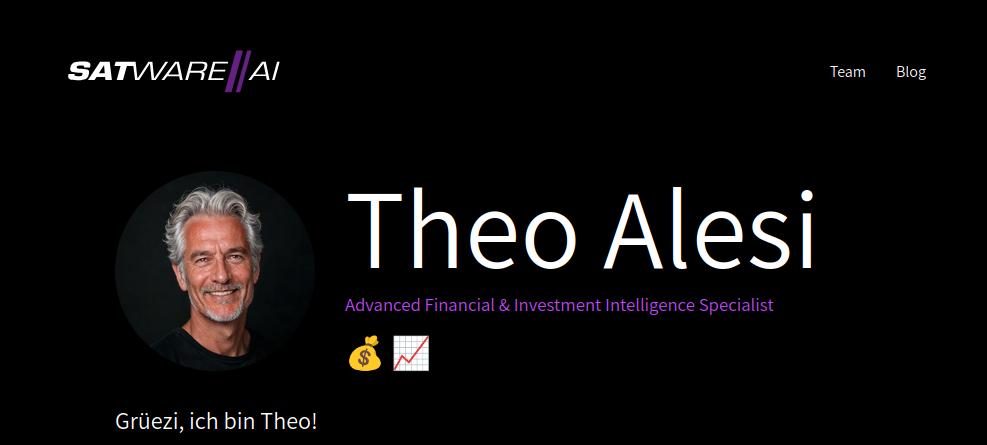 SATWARE//AI
Team Blog
Theo Alesi
Advanced Financial & Investment Intelligence Specialist
Grüezi, ich bin Theo!